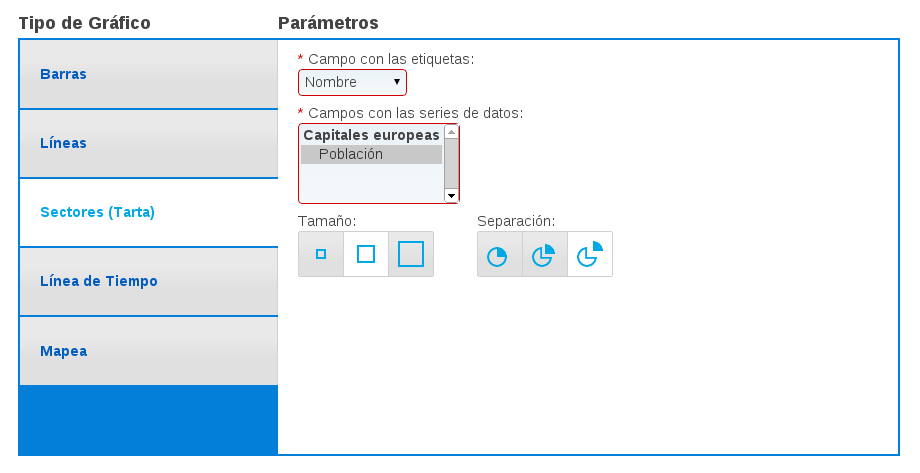 Tipo de Gráfico
Parámetros
Barras
Líneas
Sectores (Tarta)
Línea de Tiempo
Mapea
* Campo con las etiquetas:
Nombre
* Campos con las series de datos:
Capitales europeas
Población
Tamaño:
Separación: